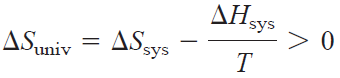 ΔS_univ = ΔS_sys − ΔH_sys / T > 0